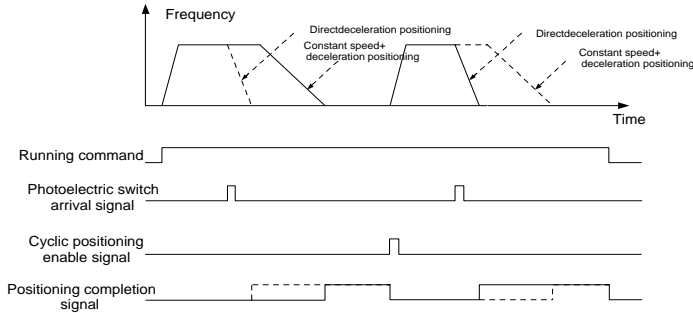 Frequency
Directdeceleration positioning
Constant speed+
deceleration positioning
Directdeceleration positioning
Constant speed+
deceleration positioning
Time
Running command
Photoelectric switch
arrival signal
Cyclic positioning
enable signal
Positioning completion
signal